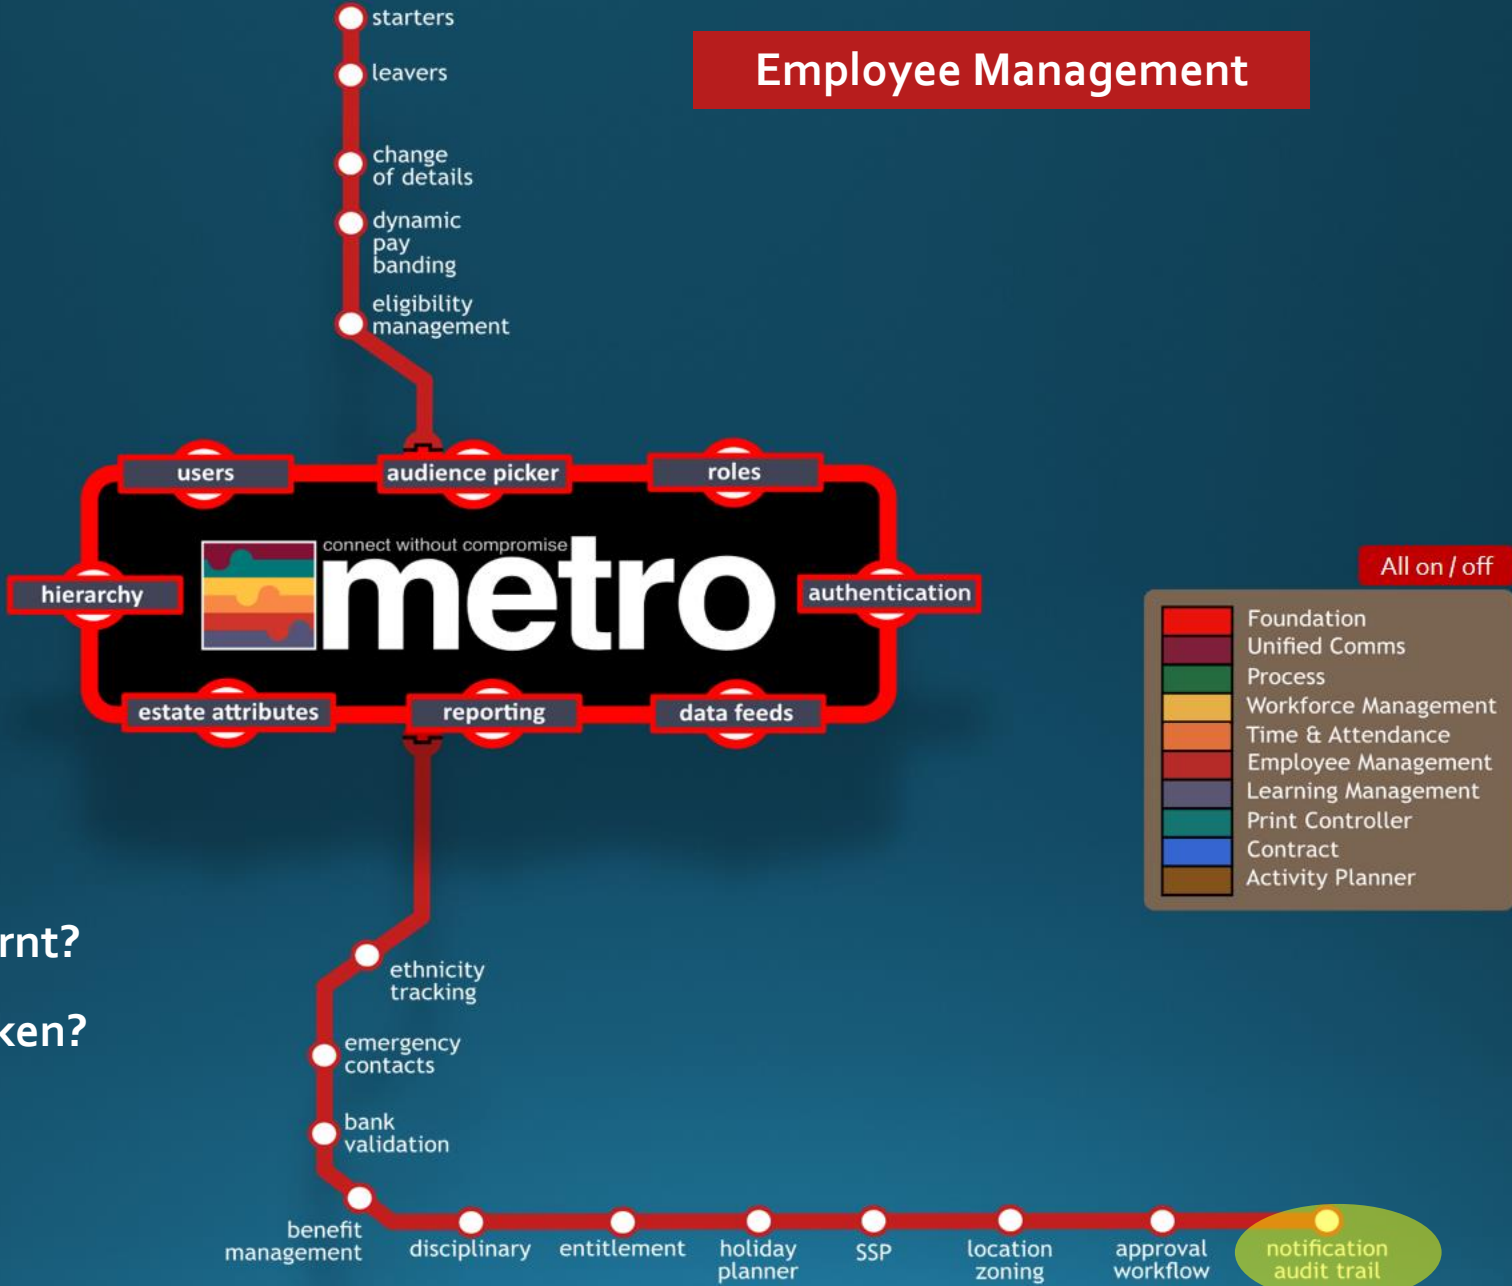 starters
Employee Management
leavers
change
of details
dynamic
pay
banding
eligibility
management
users
audience picker
roles
connect without compromise
metro
hierarchy
authentication
estate attributes
reporting
data feeds
All on / off
Foundation
Unified Comms
Process
Workforce Management
Time & Attendance
Employee Management
Learning Management
Print Controller
Contract
Activity Planner
rnt?
ken?
ethnicity
tracking
emergency
contacts
bank
validation
benefit
management
disciplinary
entitlement
holiday
planner
SSP
location
zoning
approval
workflow
notification
audit trail